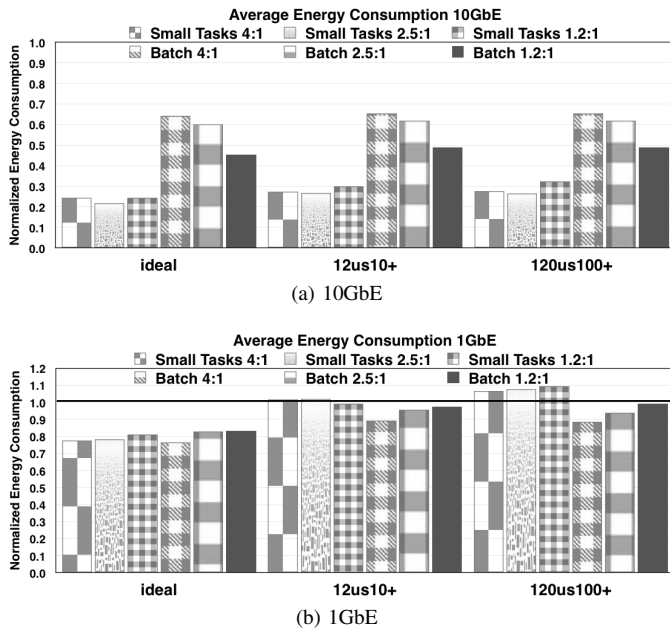 Average Energy Consumption 10GbE
Small Tasks 4:1 Small Tasks 2.5:1 Small Tasks 1.2:1
Batch 4:1 Batch 2.5:1 Batch 1.2:1
Normalized Energy Consumption
1.0
0.9
0.8
0.7
0.6
0.5
0.4
0.3
0.2
0.1
0.0
ideal 12us10+ 120us100+
(a) 10GbE
Average Energy Consumption 1GbE
Small Tasks 4:1 Small Tasks 2.5:1 Small Tasks 1.2:1
Batch 4:1 Batch 2.5:1 Batch 1.2:1
Normalized Energy Consumption
1.2
1.1
1.0
0.9
0.8
0.7
0.6
0.5
0.4
0.3
0.2
0.1
0.0
ideal 12us10+ 120us100+
(b) 1GbE